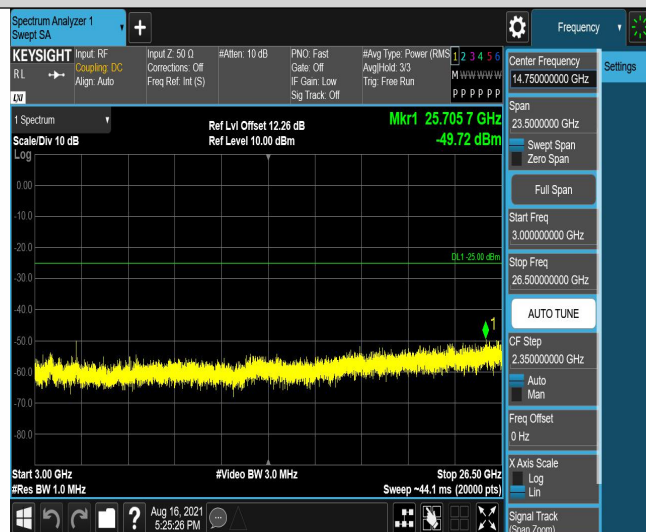 Spectrum Analyzer 1
Swept SA
+
Frequency
KEYSIGHT
RL
LXI
Input: RF
Coupling: DC
Align: Auto
Input Z: 50 Ω
Corrections: Off
Freq Ref: Int (S)
#Atten: 10 dB
PNO: Fast
Gate: Off
IF Gain: Low
Sig Track: Off
#Avg Type: Power (RMS
Avg|Hold: 3/3
Trig: Free Run
1 2 3 4 5 6
M W W W W W
P P P P P P
1 Spectrum
Scale/Div 10 dB
Log
Ref Lvl Offset 12.26 dB
Ref Level 10.00 dBm
Mkr1 25.705 7 GHz
-49.72 dBm
0.00
-10.0
-20.0
DL1 -25.00 dBm
-30.0
-40.0
1
-50.0
-60.0
-70.0
-80.0
Start 3.00 GHz
#Res BW 1.0 MHz
#Video BW 3.0 MHz
Stop 26.50 GHz
Sweep ~44.1 ms (20000 pts)
?
Aug 16, 2021
5:25:26 PM
Center Frequency
14.750000000 GHz
Settings
Span
23.5000000 GHz
Swept Span
Zero Span
Full Span
Start Freq
3.000000000 GHz
Stop Freq
26.500000000 GHz
AUTO TUNE
CF Step
2.350000000 GHz
Auto
Man
Freq Offset
0 Hz
X Axis Scale
Log
Lin
Signal Track
(Span Zoom)